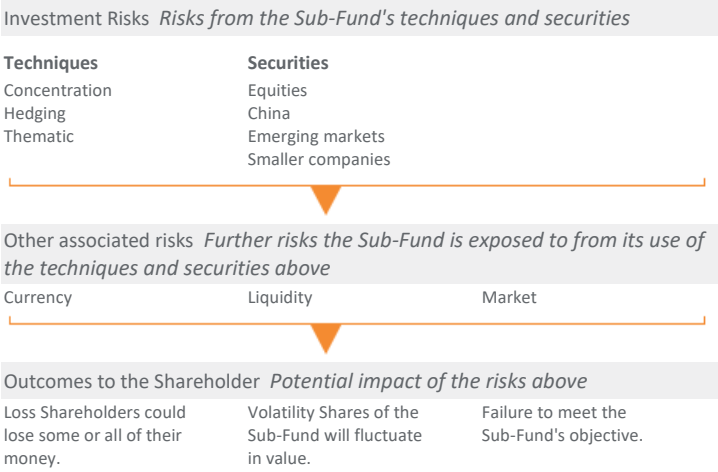 Investment Risks Risks from the Sub-Fund's techniques and securities
Techniques Securities
Concentration Equities
Hedging China
Thematic Emerging markets
Smaller companies
Other associated risks Further risks the Sub-Fund is exposed to from its use of
the techniques and securities above
Currency Liquidity Market
Outcomes to the Shareholder Potential impact of the risks above
Loss Shareholders could Volatility Shares of the Failure to meet the
lose some or all of their Sub-Fund will fluctuate Sub-Fund's objective.
money. in value.